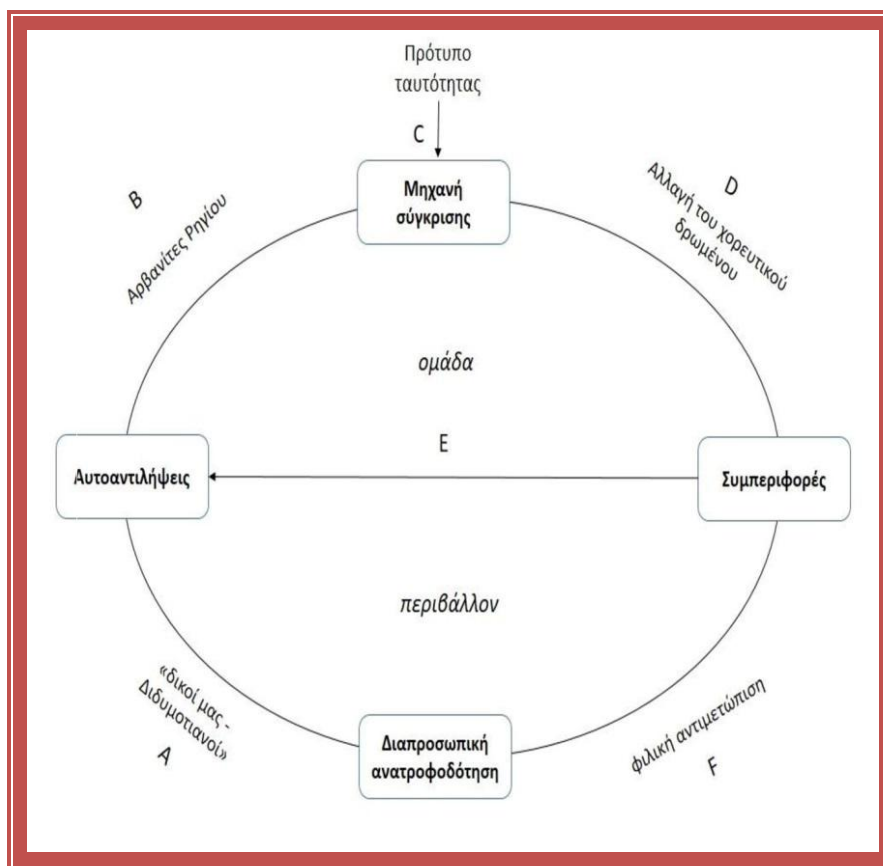 Πρότυπο
ταυτότητας
C
Μηχανή
σύγκρισης
B
Αρβανίτες Ρηγίου
D
Αλλαγή του χορευτικού
δρωμένου
ομάδα
E
Αυτοαντιλήψεις
Συμπεριφορές
περιβάλλον
«δικοί μας -
Διδυμοτιανοί»
A
Διαπροσωπική
ανατροφοδότηση
φιλική αντιμετώπιση
F